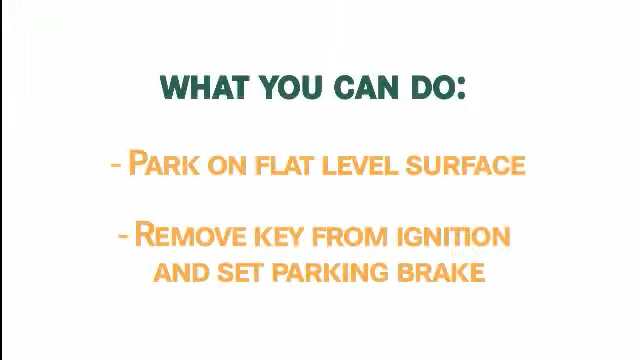 WHAT YOU CAN DO:
- PARK ON FLAT LEVEL SURFACE
- REMOVE KEY FROM IGNITION
AND SET PARKING BRAKE